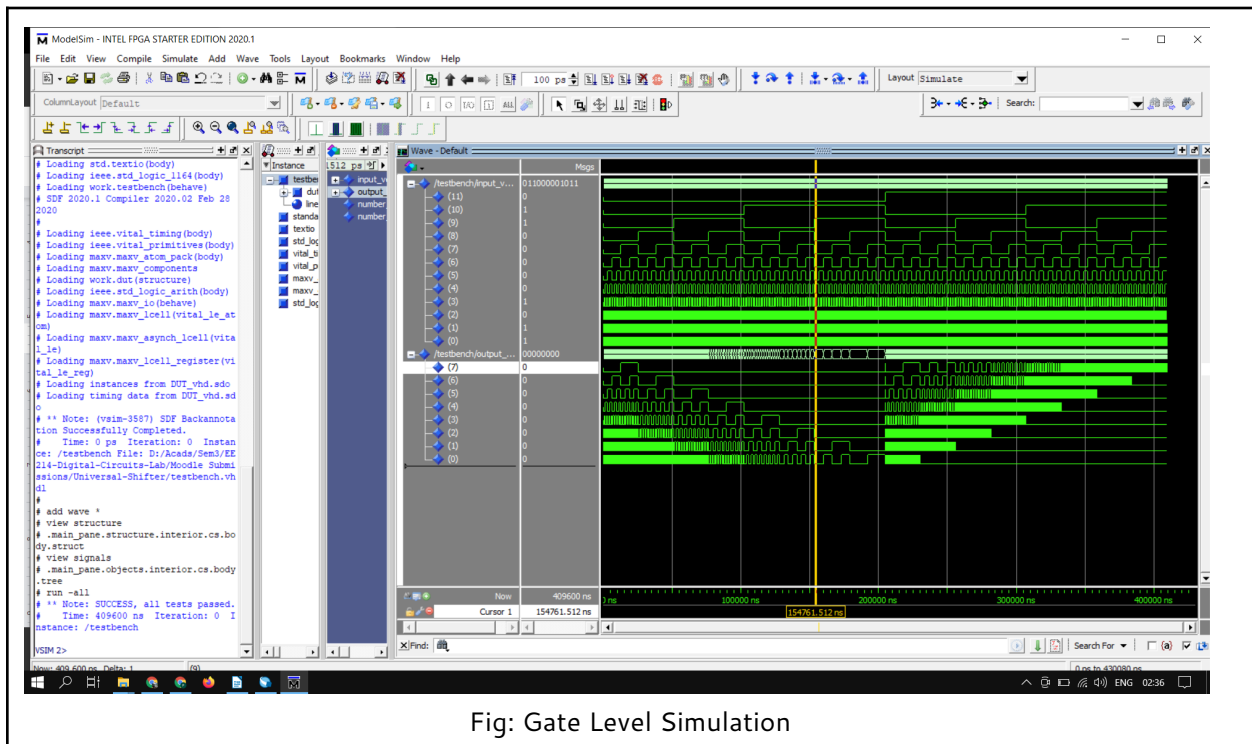 ModelSim - INTEL FPGA STARTER EDITION 2020.1
File Edit View Compile Simulate Add Wave Tools Layout Bookmarks Window Help
100 ps
Layout Simulate
ColumnLayout Default
Search:
Transcript
# Loading std.textio(body)
# Loading ieee.std_logic_1164(body)
# Loading work.testbench(behave)
# SDF 2020.1 Compiler 2020.02 Feb 28
2020
#
# Loading ieee.vital_timing(body)
# Loading ieee.vital_primitives(body)
# Loading maxv.maxv_atom_pack(body)
# Loading maxv.maxv_components
# Loading work.dut(structure)
# Loading ieee.std_logic_arith(body)
# Loading maxv.maxv_io(behave)
# Loading maxv.maxv_lcell(vital_le_at
om)
# Loading maxv.maxv_asynch_lcell(vita
l_le)
# Loading maxv.maxv_lcell_register(vi
tal_le_reg)
# Loading instances from DUT_vhd.sdo
# Loading timing data from DUT_vhd.sd
o
# ** Note: (vsim-3587) SDF Backannota
tion Successfully Completed.
# Time: 0 ps Iteration: 0 Instan
ce: /testbench File: D:/Acads/Sem3/EE
214-Digital-Circuits-Lab/Moodle Submi
ssions/Universal-Shifter/testbench.vh
dl
#
# add wave *
# view structure
# .main_pane.structure.interior.cs.bo
dy.struct
# view signals
# .main_pane.objects.interior.cs.body
.tree
# run -all
# ** Note: SUCCESS, all tests passed.
# Time: 409600 ns Iteration: 0 I
nstance: /testbench
VSIM 2>
Instance
testbe
dut
line
standa
textio
std_log
vital_ti
vital_p
maxv_
maxv_
std_log
1512 ps
input_ve
output_
number
number
Wave - Default
Msgs
/testbench/input_v... 011000001011
(11) 0
(10) 1
(9) 1
(8) 0
(7) 0
(6) 0
(5) 0
(4) 0
(3) 1
(2) 0
(1) 1
(0) 1
/testbench/output_... 00000000
(7) 0
(6) 0
(5) 0
(4) 0
(3) 0
(2) 0
(1) 0
(0) 0
Now 409600 ns
Cursor 1 154761.512 ns
ns 100000 ns 200000 ns 300000 ns 400000 ns
154761.512 ns
Find:
Search For
(a)
Now: 409,600 ns Delta: 1
(9)
0 ps to 430080 ns
ENG 02:36
Fig: Gate Level Simulation